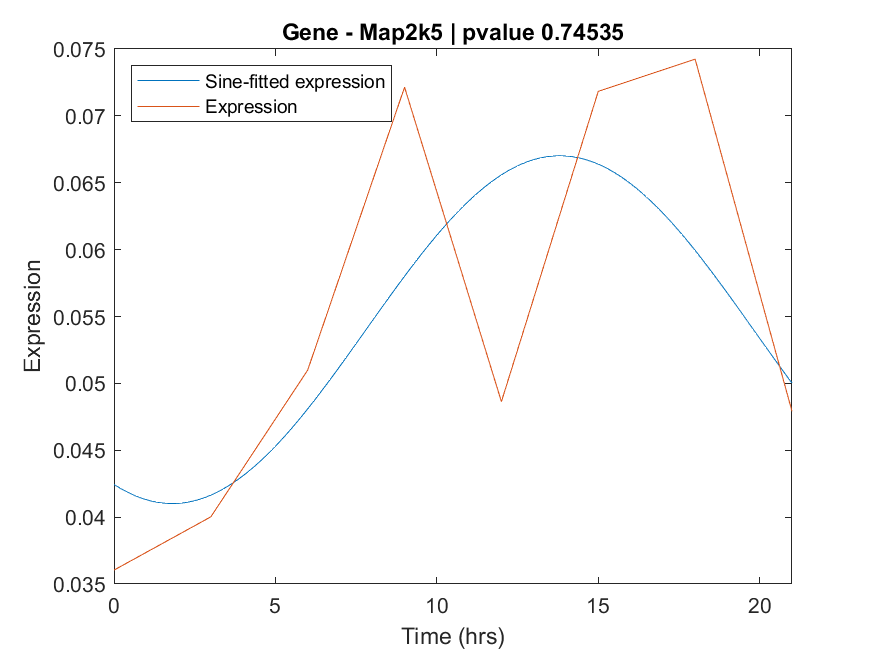 Gene - Map2k5 | pvalue 0.74535
Sine-fitted expression
Expression
0.075
0.07
0.065
0.06
0.055
0.05
0.045
0.04
0.035
Expression
0 5 10 15 20
Time (hrs)